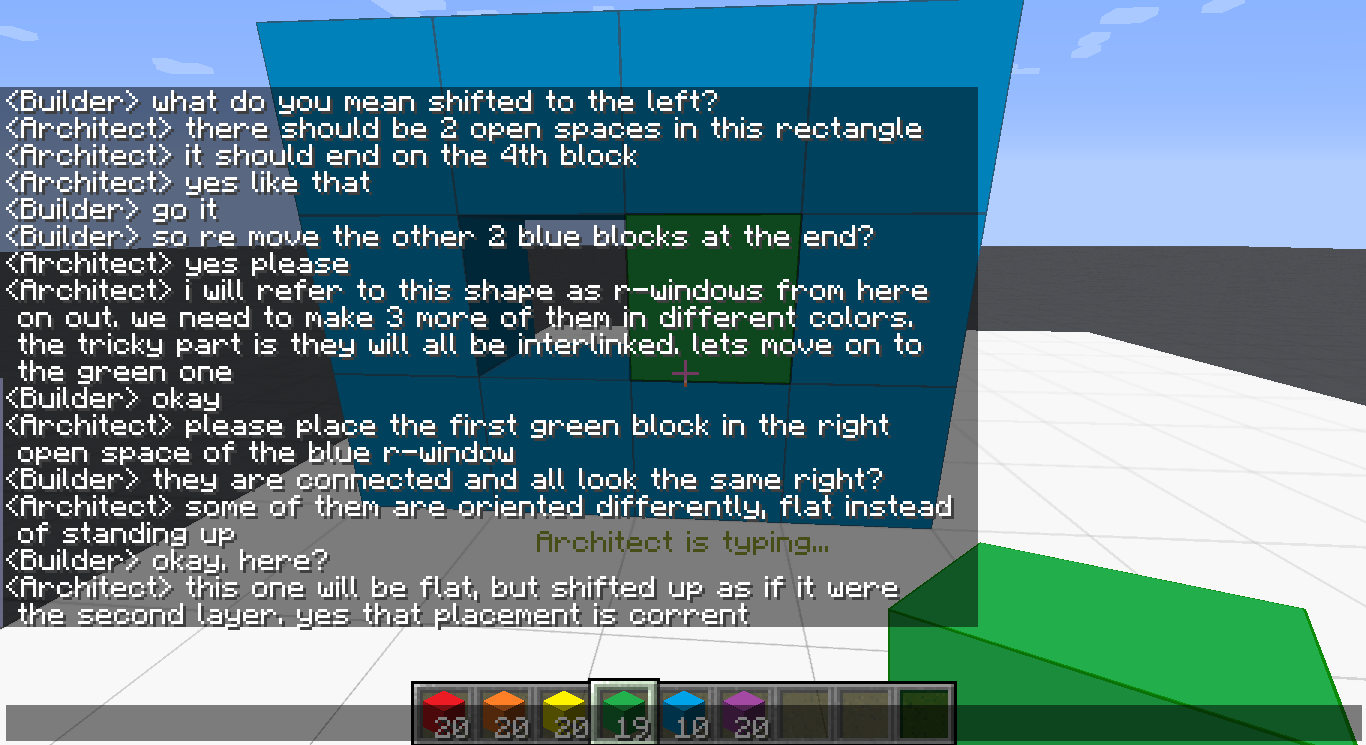 <Builder> what do you mean shifted to the left?
<Architect> there should be 2 open spaces in this rectangle
<Architect> it should end on the 4th block
<Architect> yes like that
<Builder> go it
<Builder> so re move the other 2 blue blocks at the end?
<Architect> yes please
<Architect> i will refer to this shape as r-windows from here
on out. we need to make 3 more of them in different colors.
the tricky part is they will all be interlinked. lets move on to
the green one
<Builder> okay
<Architect> please place the first green block in the right
open space of the blue r-window
<Builder> they are connected and all look the same right?
<Architect> some of them are oriented differently, flat instead
of standing up
Architect is typing...
<Builder> okay. here?
<Architect> this one will be flat, but shifted up as if it were
the second layer. yes that placement is corrent
20 20 20 19 10 20